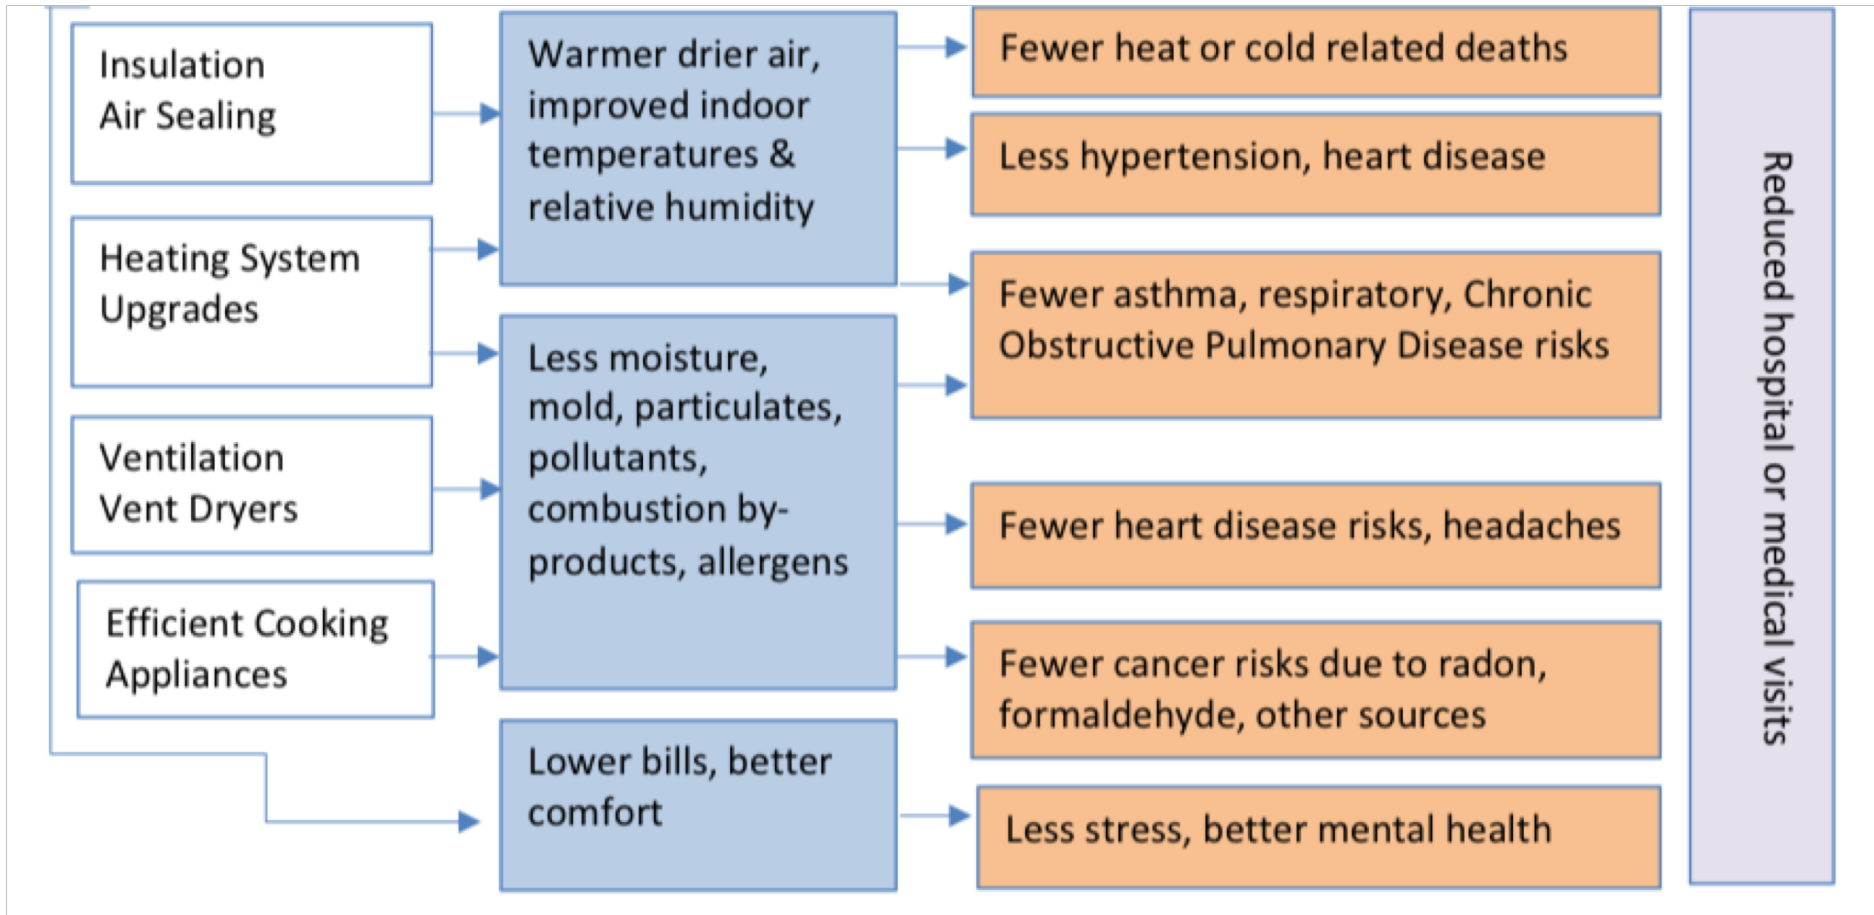 Insulation
Air Sealing
Heating System
Upgrades
Ventilation
Vent Dryers
Efficient Cooking
Appliances
Warmer drier air,
improved indoor
temperatures &
relative humidity
Less moisture,
mold, particulates,
pollutants,
combustion by-
products, allergens
Lower bills, better
comfort
Fewer heat or cold related deaths
Less hypertension, heart disease
Fewer asthma, respiratory, Chronic
Obstructive Pulmonary Disease risks
Fewer heart disease risks, headaches
Fewer cancer risks due to radon,
formaldehyde, other sources
Less stress, better mental health
Reduced hospital or medical visits